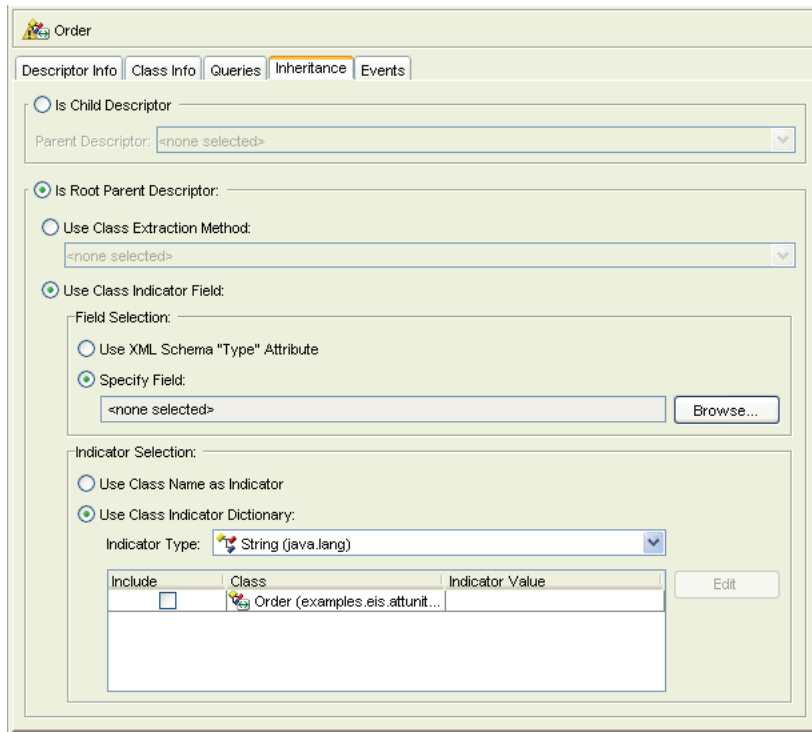 Order
Descriptor Info Class Info Queries Inheritance Events
Is Child Descriptor
Parent Descriptor: <none selected>
Is Root Parent Descriptor:
Use Class Extraction Method:
<none selected>
Use Class Indicator Field:
Field Selection:
Use XML Schema "Type" Attribute
Specify Field:
<none selected> Browse...
Indicator Selection:
Use Class Name as Indicator
Use Class Indicator Dictionary:
Indicator Type: String (java.lang)
Include Class Indicator Value Edit
Order (examples.eis.attunit...